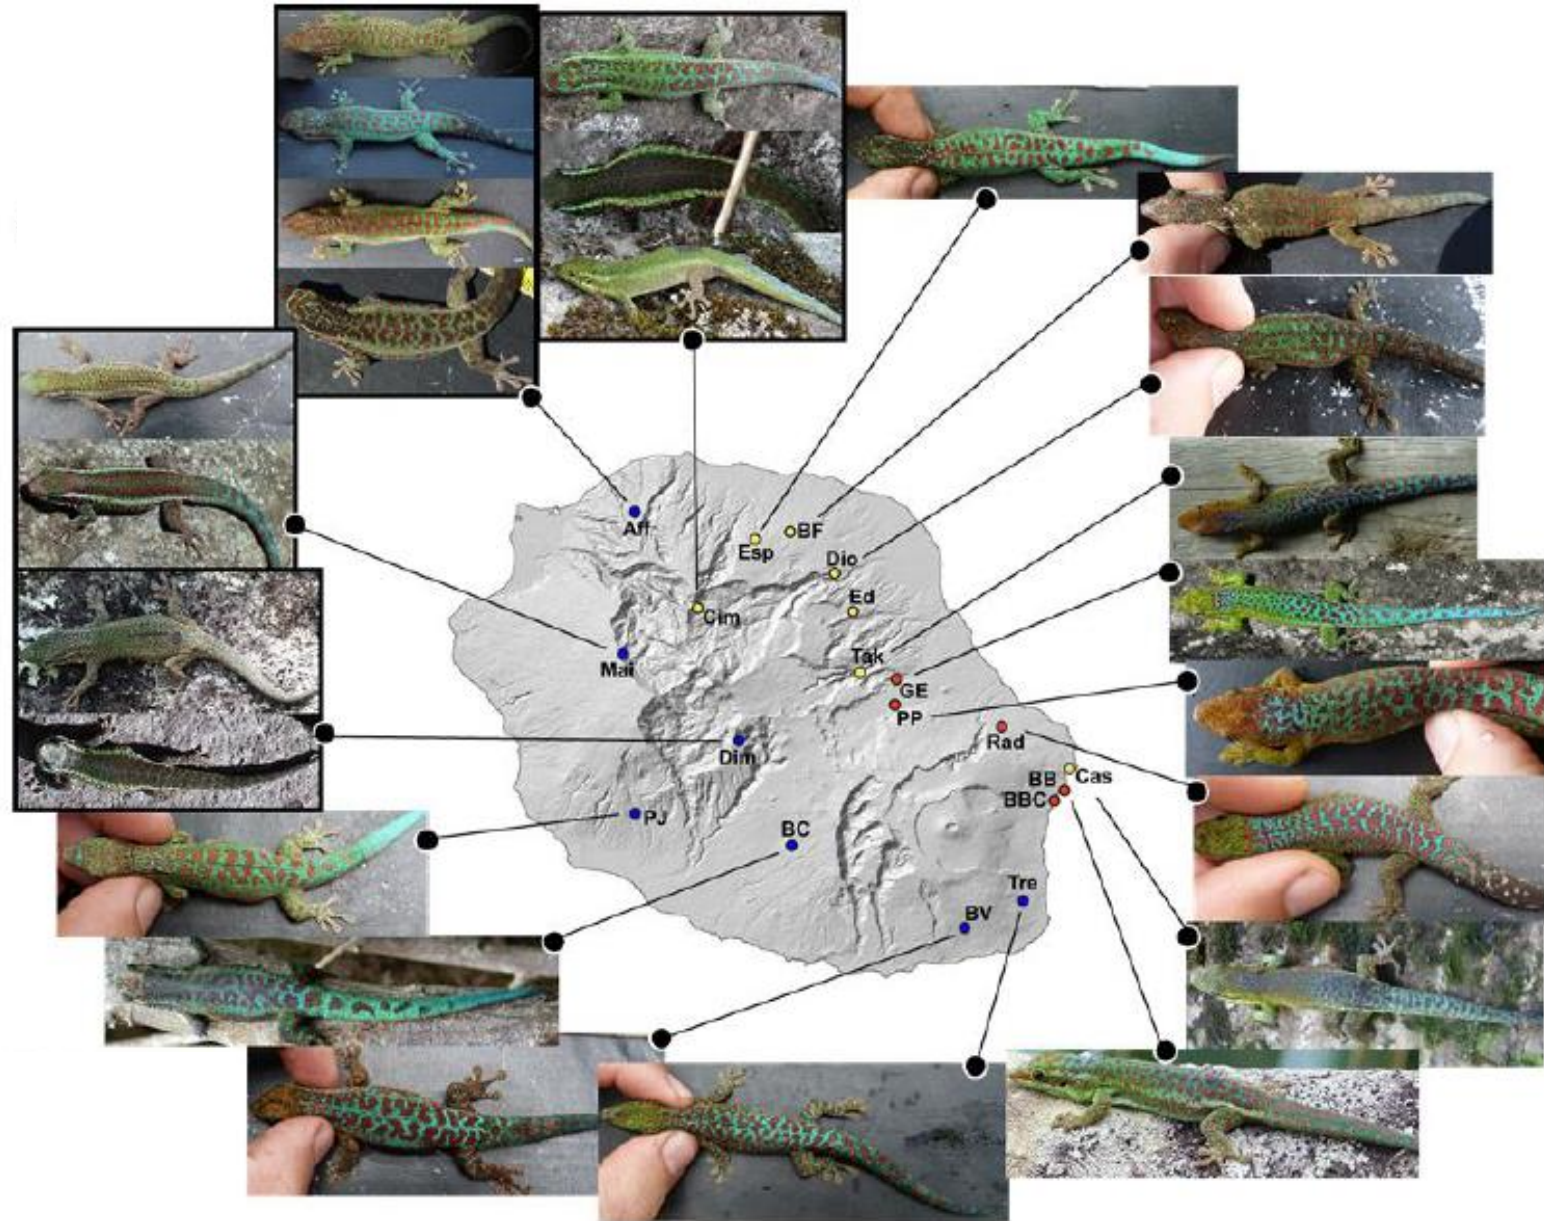 Aff
BF
Esp
Dio
Ed
Cim
Tak
Mai
GE
PP
Rad
Dim
Cas
BB
BBC
PJ
BC
Tre
BV